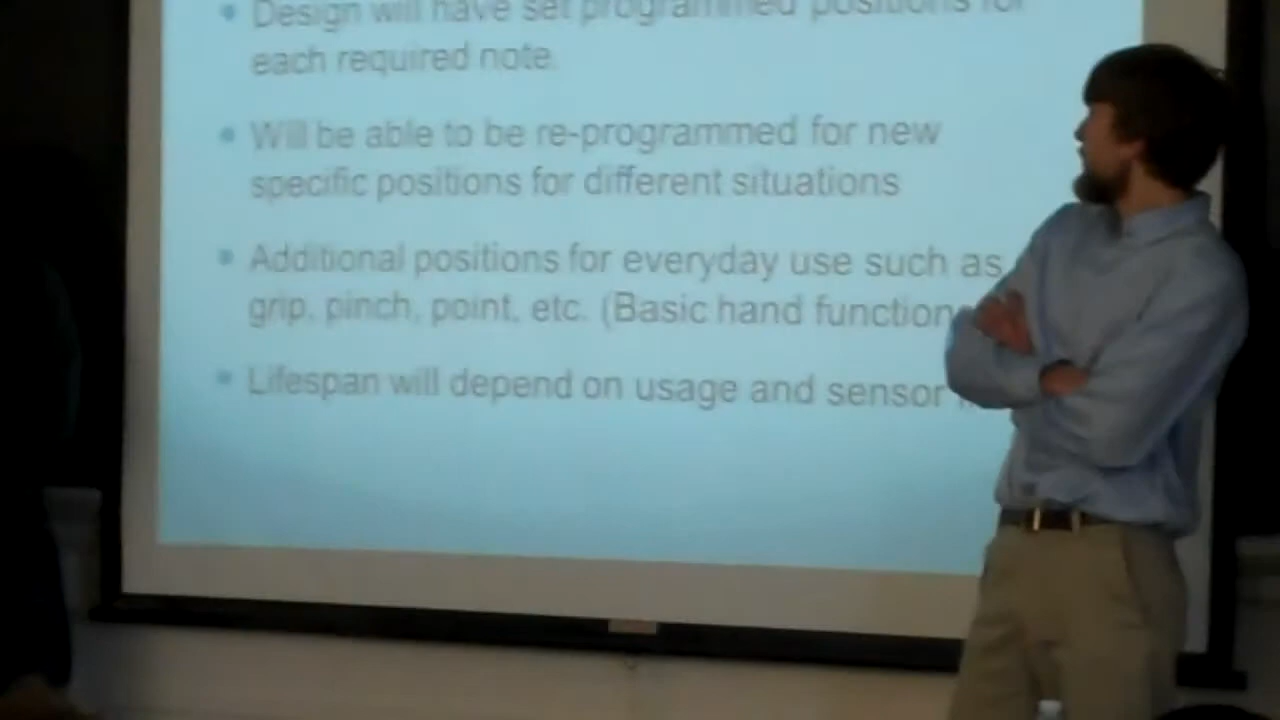 • Design will have set programmed positions for
each required note.
• Will be able to be re-programmed for new
specific positions for different situations
• Additional positions for everyday use such as
grip, pinch, point, etc. (Basic hand function
• Lifespan will depend on usage and sensor